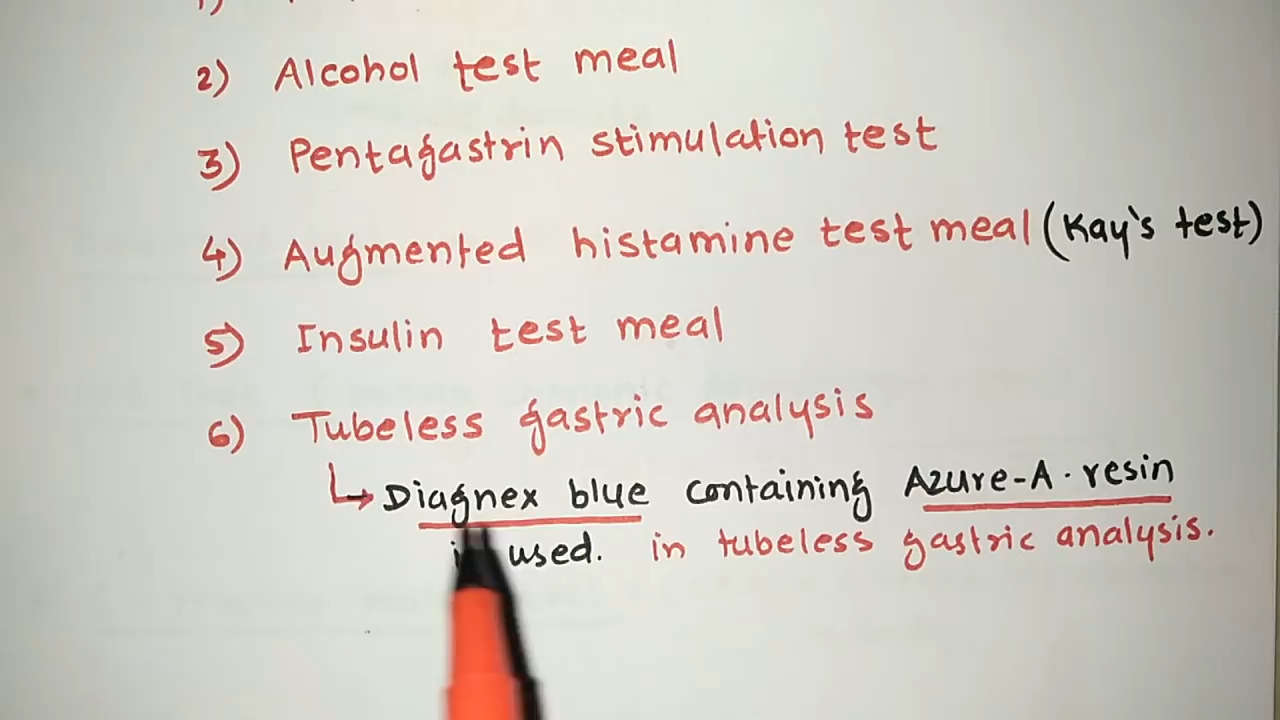 1)
2) Alcohol test meal
3) Pentagastrin stimulation test
4) Augmented histamine test meal (Kay's test)
5) Insulin test meal
6) Tubeless gastric analysis
↳ Diagnex blue containing Azure-A. resin
used. in tubeless gastric analysis.